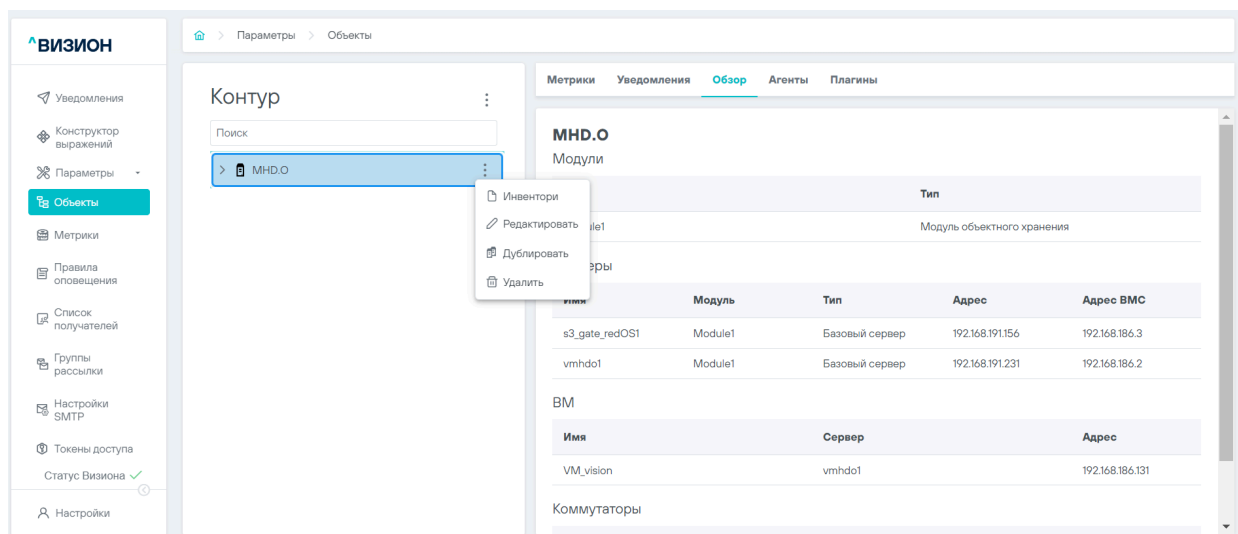 ^ВИЗИОН
Параметры > Объекты
Уведомления
Конструктор
выражений
Параметры
Объекты
Метрики
Правила
оповещения
Список
получателей
Группы
рассылки
Настройки
SMTP
Токены доступа
Статус Визиона
Настройки
Контур
Поиск
MHD.O
Инвентори
Редактировать
Дублировать
Удалить
Метрики Уведомления Обзор Агенты Плагины
MHD.O
Модули
Тип
Модуль объектного хранения
Имя Модуль Тип Адрес Адрес BMC
s3_gate_redOS1 Module1 Базовый сервер 192.168.191.156 192.168.186.3
vmhdo1 Module1 Базовый сервер 192.168.191.231 192.168.186.2
ВМ
Имя Сервер Адрес
VM_vision vmhdo1 192.168.186.131
Коммутаторы